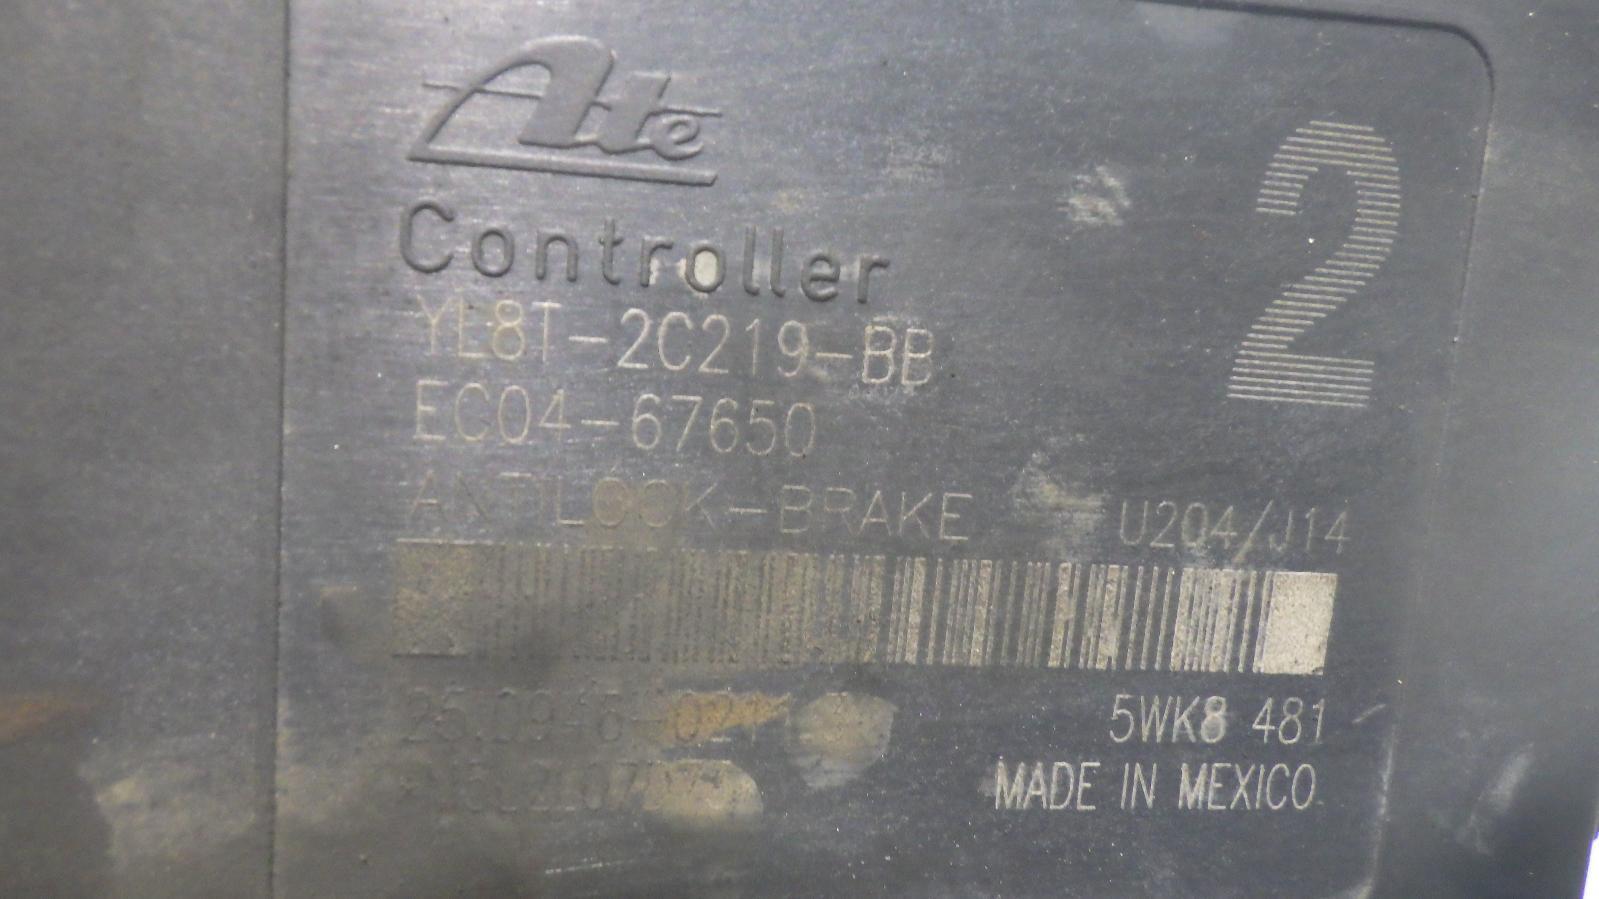 Ate
2
Controller
YL8T-2C219-BB
EC04-67650
ANTILOCK-BRAKE U204/J14
5WK8 481
MADE IN MEXICO